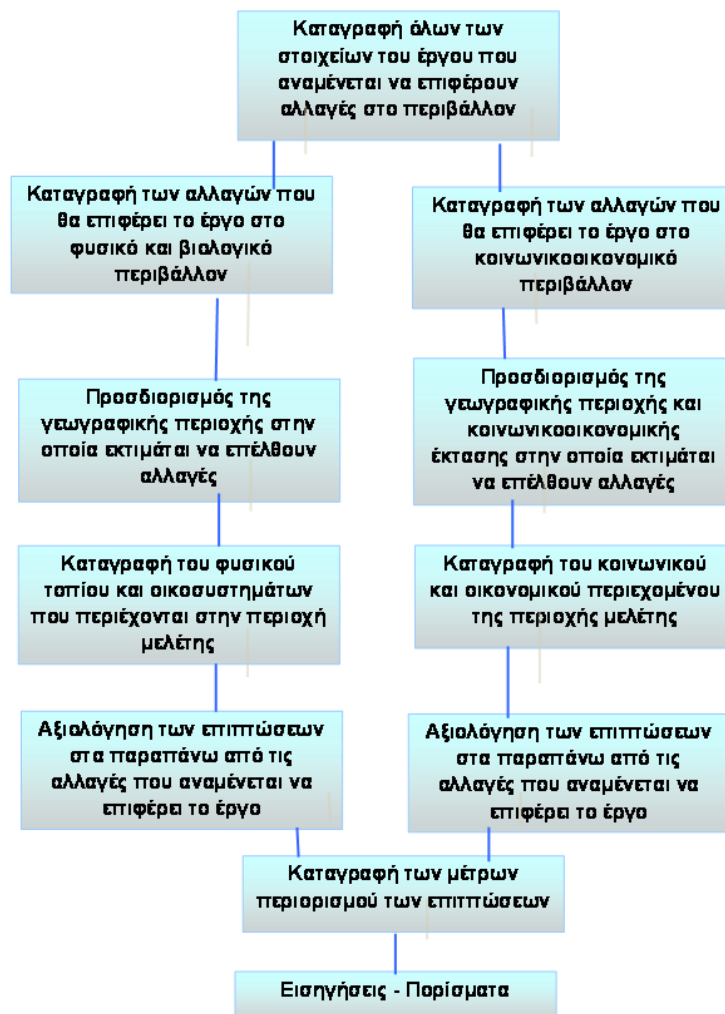 Καταγραφή όλων των
στοιχείων του έργου που
αναμένεται να επιφέρουν
αλλαγές στο περιβάλλον
Καταγραφή των αλλαγών που
θα επιφέρει το έργο στο
φυσικό και βιολογικό
περιβάλλον
Καταγραφή των αλλαγών που
θα επιφέρει το έργο στο
κοινωνικοοικονομικό
περιβάλλον
Προσδιορισμός της
γεωγραφικής περιοχής στην
οποία εκτιμάται να επέλθουν
αλλαγές
Προσδιορισμός της
γεωγραφικής περιοχής και
κοινωνικοοικονομικής
έκτασης στην οποία εκτιμάται
να επέλθουν αλλαγές
Καταγραφή του φυσικού
τοπίου και οικοσυστημάτων
που περιέχονται στην περιοχή
μελέτης
Καταγραφή του κοινωνικού
και οικονομικού περιεχομένου
της περιοχής μελέτης
Αξιολόγηση των επιπτώσεων
στα παραπάνω από τις
αλλαγές που αναμένεται να
επιφέρει το έργο
Αξιολόγηση των επιπτώσεων
στα παραπάνω από τις
αλλαγές που αναμένεται να
επιφέρει το έργο
Καταγραφή των μέτρων
περιορισμού των επιπτώσεων
Εισηγήσεις - Πορίσματα